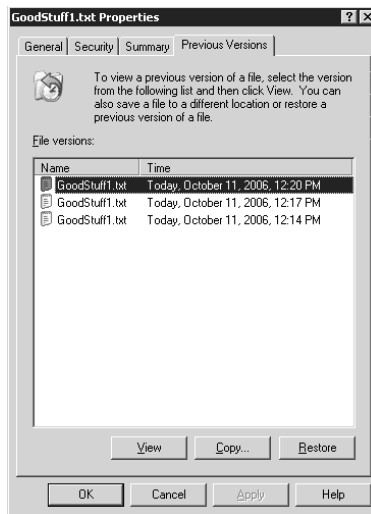 GoodStuff1.txt Properties
General Security Summary Previous Versions
To view a previous version of a file, select the version
from the following list and then click View. You can
also save a file to a different location or restore a
previous version of a file.
File versions:
Name Time
GoodStuff1.txt Today, October 11, 2006, 12:20 PM
GoodStuff1.txt Today, October 11, 2006, 12:17 PM
GoodStuff1.txt Today, October 11, 2006, 12:14 PM
View Copy... Restore
OK Cancel Apply Help